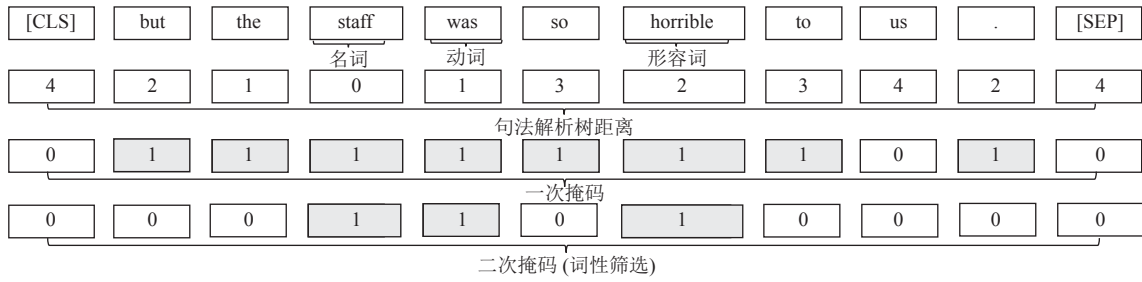 [CLS] but the staff was so horrible to us . [SEP]
名词 动词 形容词
4 2 1 0 1 3 2 3 4 2 4
句法解析树距离
0 1 1 1 1 1 1 1 0 1 0
一次掩码
0 0 0 1 1 0 1 0 0 0 0
二次掩码 (词性筛选)